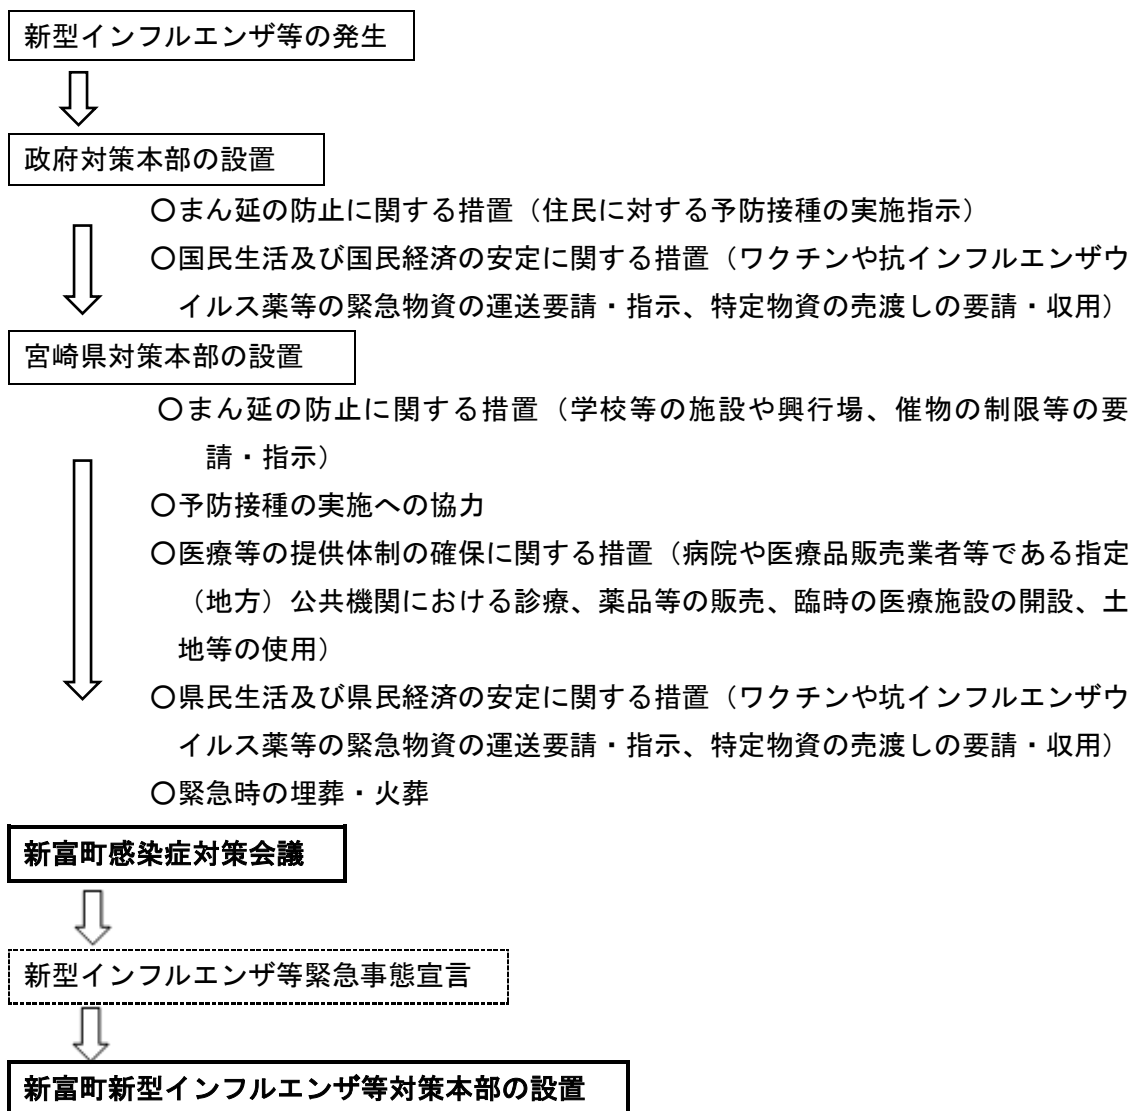 新型インフルエンザ等の発生
政府対策本部の設置
〇まん延の防止に関する措置（住民に対する予防接種の実施指示）
〇国民生活及び国民経済の安定に関する措置（ワクチンや抗インフルエンザウ
イルス薬等の緊急物資の運送要請・指示、特定物資の売渡しの要請・収用）
宮崎県対策本部の設置
〇まん延の防止に関する措置（学校等の施設や興行場、催物の制限等の要
請・指示）
〇予防接種の実施への協力
〇医療等の提供体制の確保に関する措置（病院や医療品販売業者等である指定
（地方）公共機関における診療、薬品等の販売、臨時の医療施設の開設、土
地等の使用）
〇県民生活及び県民経済の安定に関する措置（ワクチンや坑インフルエンザウ
イルス薬等の緊急物資の運送要請・指示、特定物資の売渡しの要請・収用）
〇緊急時の埋葬・火葬
新富町感染症対策会議
新型インフルエンザ等緊急事態宣言
新富町新型インフルエンザ等対策本部の設置